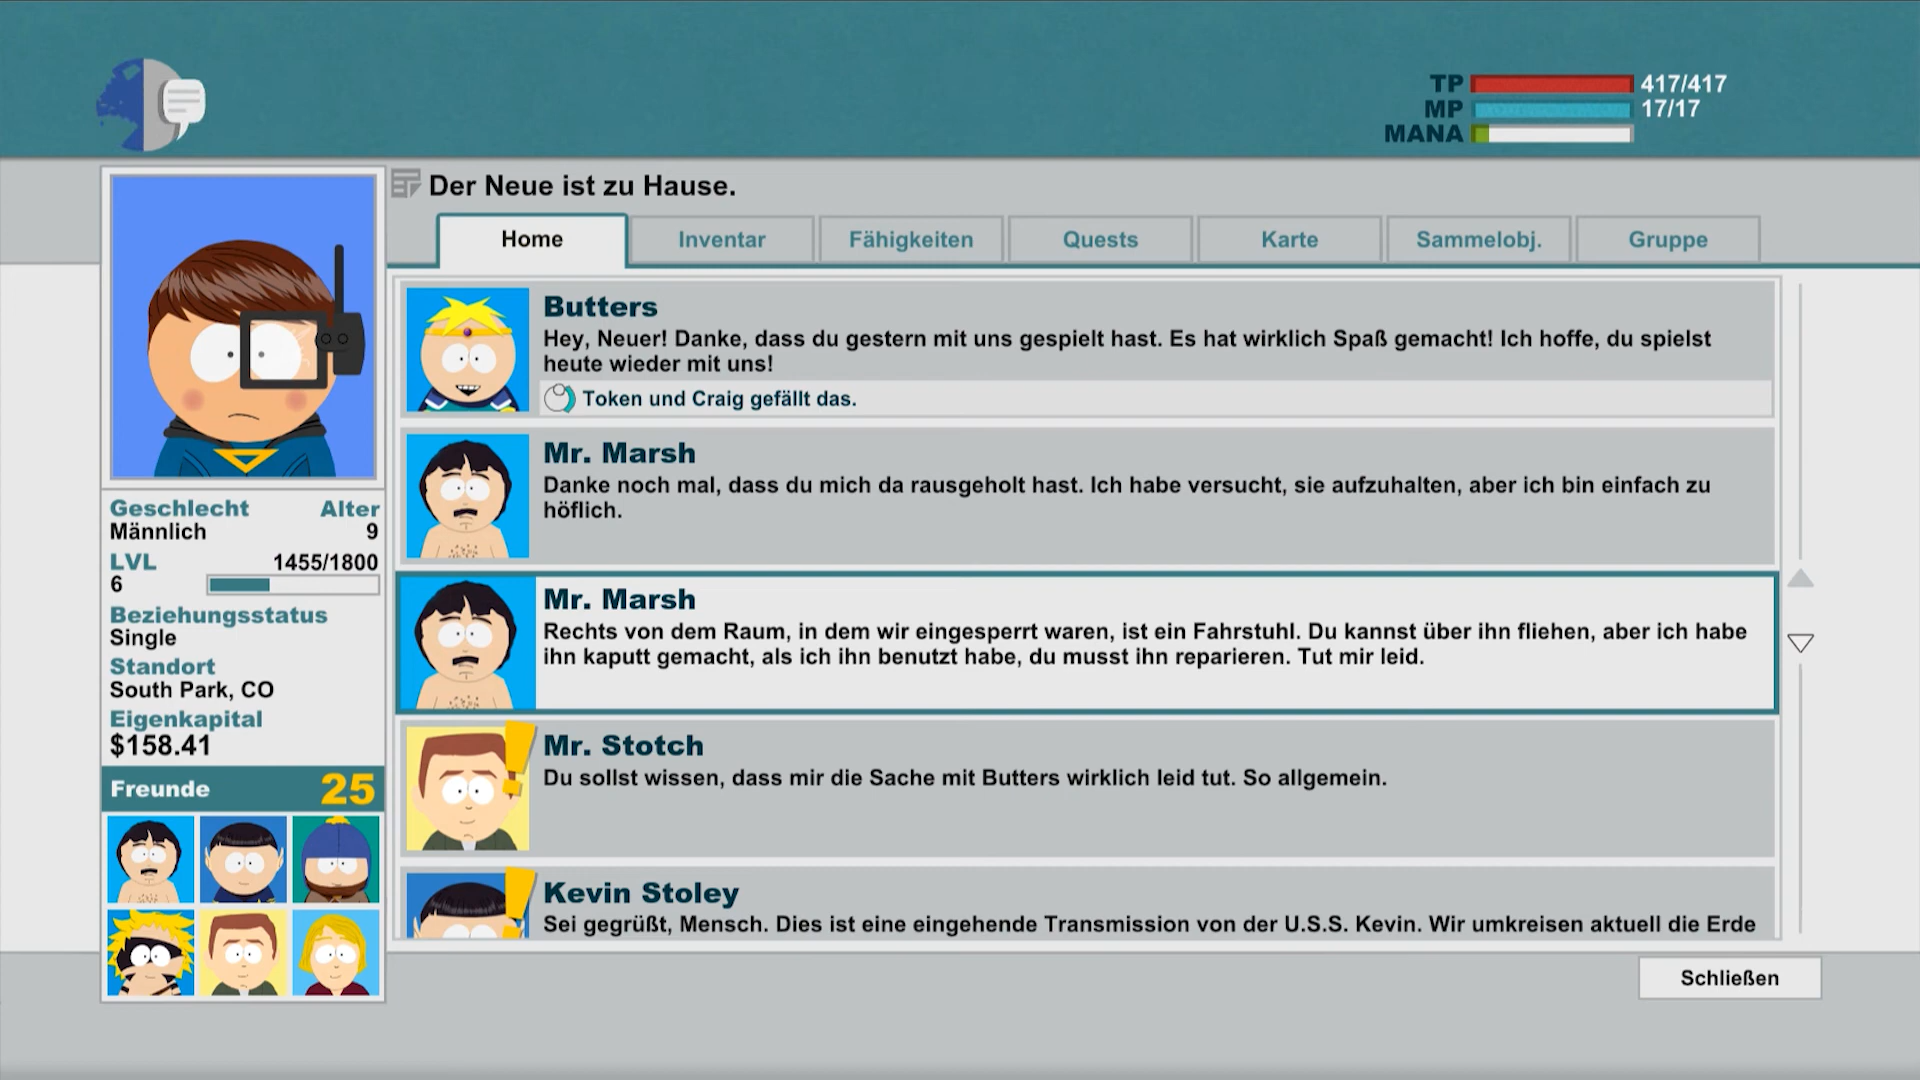 TP 417/417
MP 17/17
MANA
Der Neue ist zu Hause.
Home Inventar Fähigkeiten Quests Karte Sammelobj. Gruppe
Geschlecht Alter
Männlich 9
LVL 1455/1800
6
Beziehungsstatus
Single
Standort
South Park, CO
Eigenkapital
$158.41
Freunde 25
Butters
Hey, Neuer! Danke, dass du gestern mit uns gespielt hast. Es hat wirklich Spaß gemacht! Ich hoffe, du spielst
heute wieder mit uns!
Token und Craig gefällt das.
Mr. Marsh
Danke noch mal, dass du mich da rausgeholt hast. Ich habe versucht, sie aufzuhalten, aber ich bin einfach zu
höflich.
Mr. Marsh
Rechts von dem Raum, in dem wir eingesperrt waren, ist ein Fahrstuhl. Du kannst über ihn fliehen, aber ich habe
ihn kaputt gemacht, als ich ihn benutzt habe, du musst ihn reparieren. Tut mir leid.
Mr. Stotch
Du sollst wissen, dass mir die Sache mit Butters wirklich leid tut. So allgemein.
Kevin Stoley
Sei gegrüßt, Mensch. Dies ist eine eingehende Transmission von der U.S.S. Kevin. Wir umkreisen aktuell die Erde
Schließen